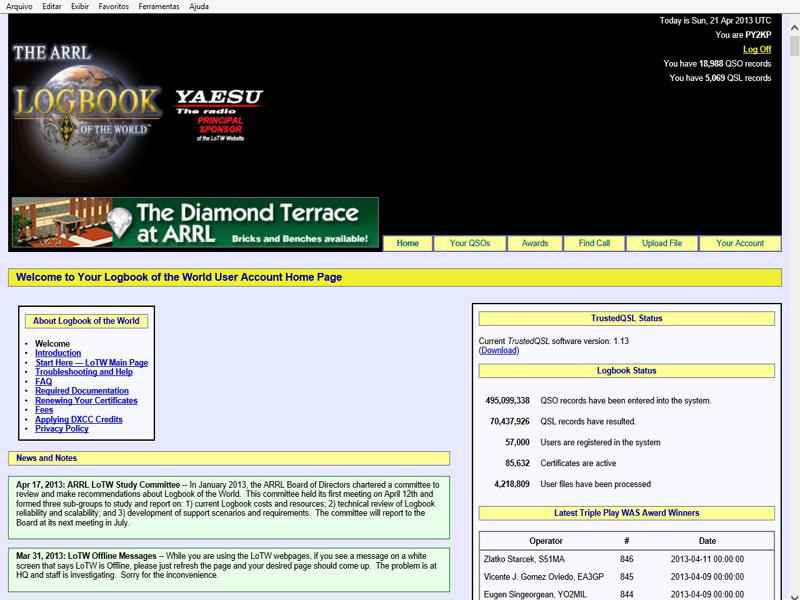 Arquivo Editar Exibir Favoritos Ferramentas Ajuda
Today is Sun, 21 Apr 2013 UTC
You are PY2KP
Log Off
You have 18,988 QSO records
You have 5,069 QSL records
THE ARRL
LOGBOOK
OF THE WORLD™
YAESU
The radio
PRINCIPAL
SPONSOR
of the LoTW Website
The Diamond Terrace
at ARRL Bricks and Benches available!
Home Your QSOs Awards Find Call Upload File Your Account
Welcome to Your Logbook of the World User Account Home Page
About Logbook of the World
• Welcome
• Introduction
• Start Here — LoTW Main Page
• Troubleshooting and Help
• FAQ
• Required Documentation
• Renewing Your Certificates
• Fees
• Applying DXCC Credits
• Privacy Policy
News and Notes
Apr 17, 2013: ARRL LoTW Study Committee -- In January 2013, the ARRL Board of Directors chartered a committee to
review and make recommendations about Logbook of the World. This committee held its first meeting on April 12th and
formed three sub-groups to study and report on: 1) current Logbook costs and resources; 2) technical review of Logbook
reliability and scalability; and 3) development of support scenarios and requirements. The committee will report to the
Board at its next meeting in July.
Mar 31, 2013: LoTW Offline Messages -- While you are using the LoTW webpages, if you see a message on a white
screen that says LoTW is Offline, please just refresh the page and your desired page should come up. The problem is at
HQ and staff is investigating. Sorry for the inconvenience.
TrustedQSL Status
Current TrustedQSL software version: 1.13
(Download)
Logbook Status
495,099,338 QSO records have been entered into the system.
70,437,926 QSL records have resulted.
57,000 Users are registered in the system
85,632 Certificates are active
4,218,809 User files have been processed
Latest Triple Play WAS Award Winners
Operator # Date
Zlatko Starcek, S51MA 846 2013-04-11 00:00:00
Vicente J. Gomez Oviedo, EA3GP 845 2013-04-09 00:00:00
Eugen Singeorgean, YO2MIL 844 2013-04-09 00:00:00